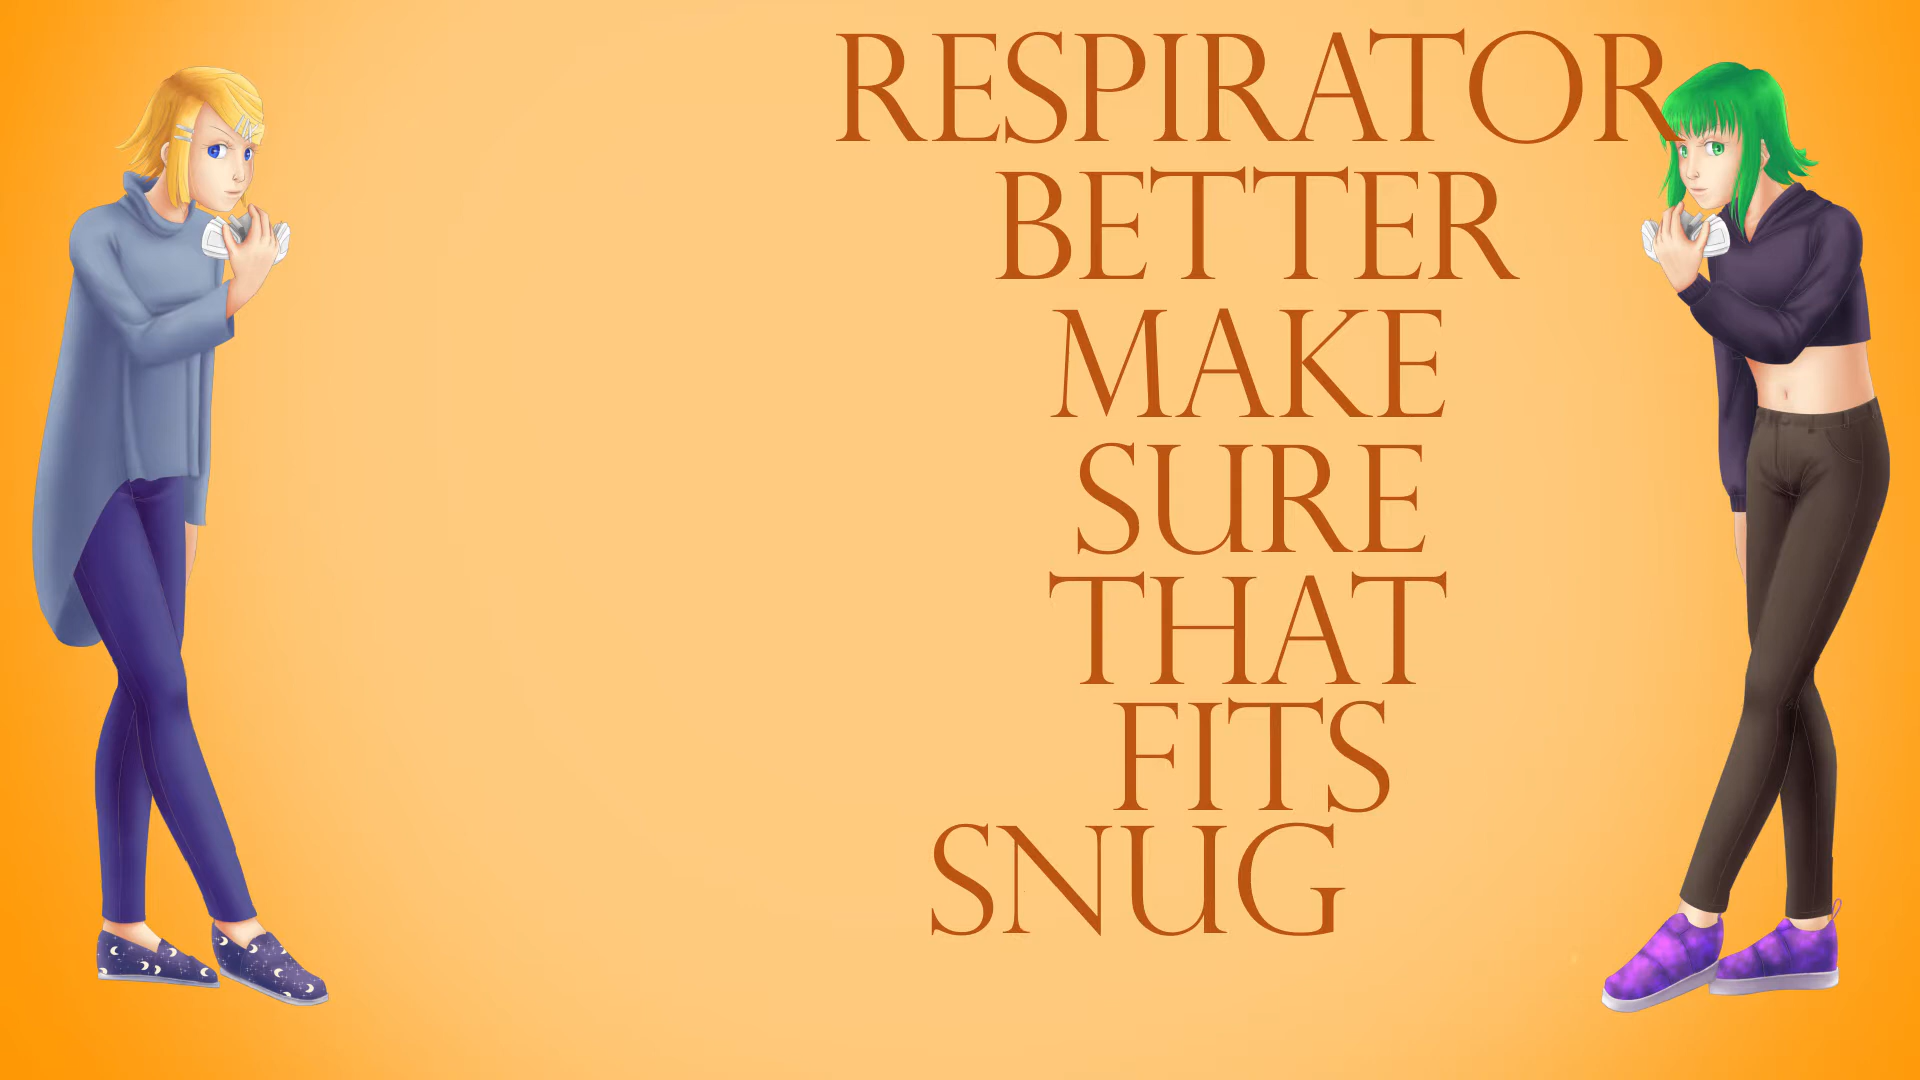 RESPIRATOR
BETTER
MAKE
SURE
THAT
FITS
SNUG